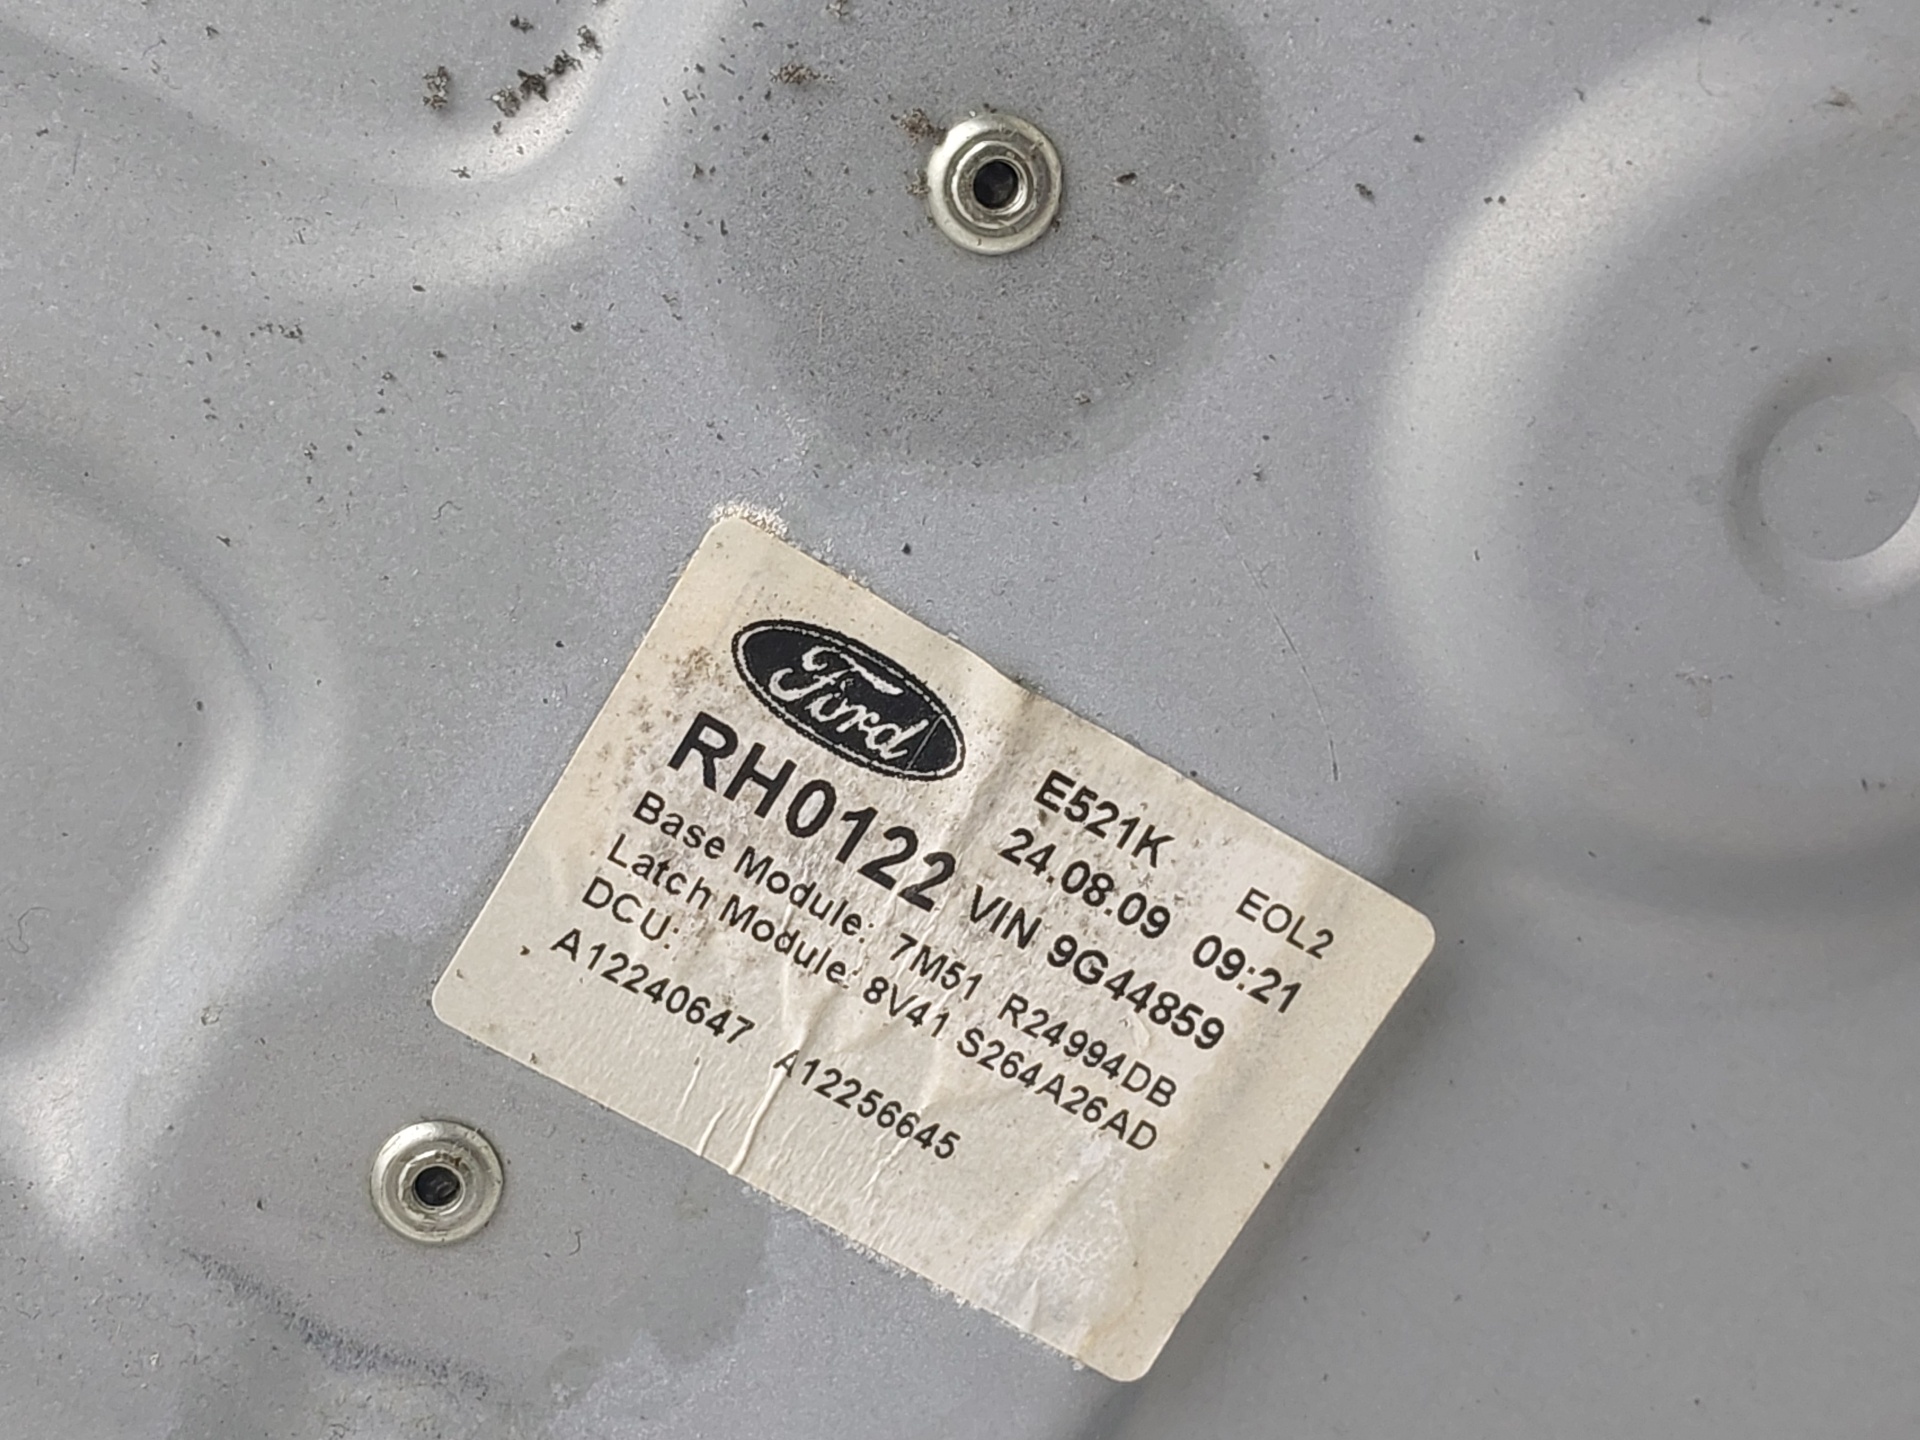 Ford
E521K EOL2
24.08.09 09:21
RH0122 VIN 9G44859
Base Module: 7M51 R24994DB
Latch Module: 8V41 S264A26AD
DCU:
A12240647 A12256645